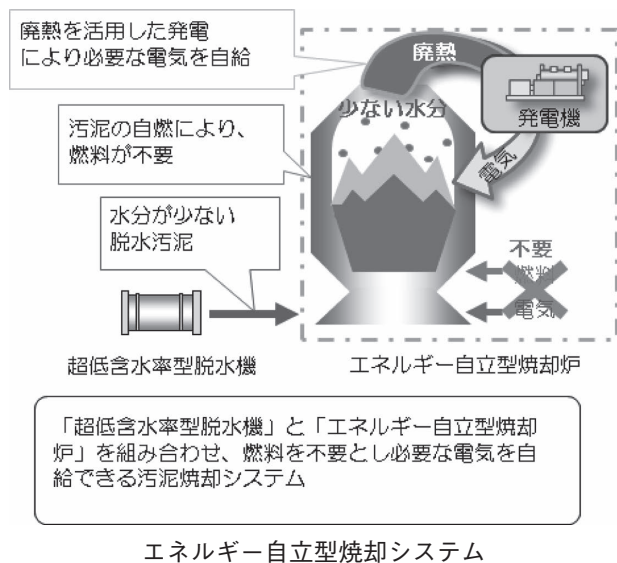 廃熱を活用した発電
により必要な電気を自給
廃熱
少ない水分
発電機
汚泥の自燃により、
燃料が不要
電気
水分が少ない
脱水汚泥
不要
燃料
電気
超低含水率型脱水機
エネルギー自立型焼却炉
「超低含水率型脱水機」と「エネルギー自立型焼却
炉」を組み合わせ、燃料を不要とし必要な電気を自
給できる汚泥焼却システム
エネルギー自立型焼却システム